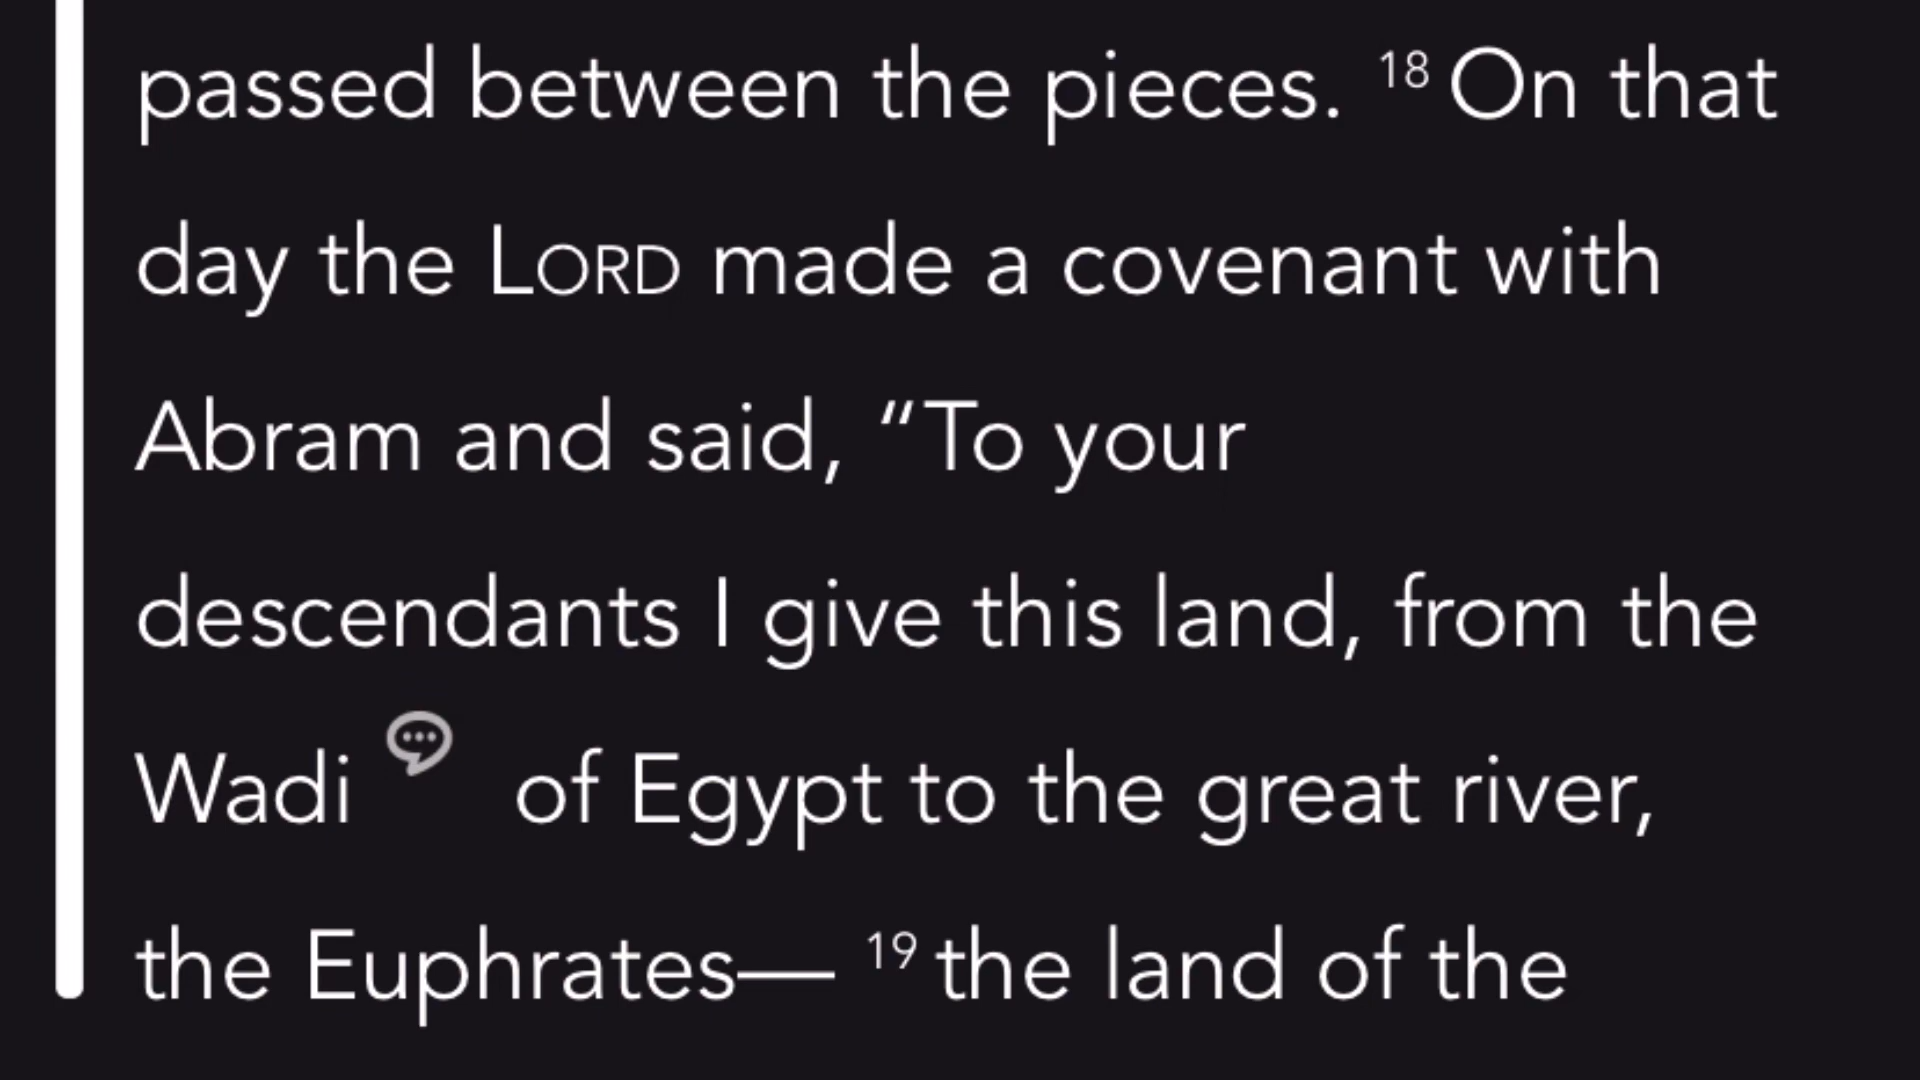 passed between the pieces. 18 On that
day the LORD made a covenant with
Abram and said, “To your
descendants I give this land, from the
Wadi of Egypt to the great river,
the Euphrates— 19 the land of the